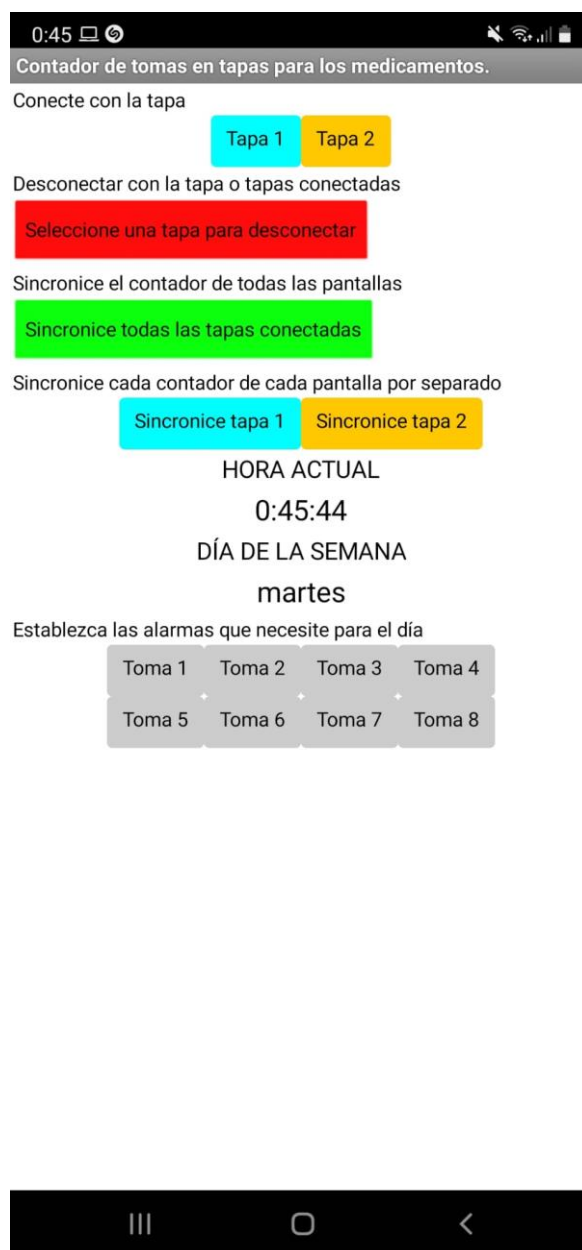 0:45
Contador de tomas en tapas para los medicamentos.
Conecte con la tapa
Tapa 1 Tapa 2
Desconectar con la tapa o tapas conectadas
Seleccione una tapa para desconectar
Sincronice el contador de todas las pantallas
Sincronice todas las tapas conectadas
Sincronice cada contador de cada pantalla por separado
Sincronice tapa 1 Sincronice tapa 2
HORA ACTUAL
0:45:44
DÍA DE LA SEMANA
martes
Establezca las alarmas que necesite para el día
Toma 1 Toma 2 Toma 3 Toma 4
Toma 5 Toma 6 Toma 7 Toma 8